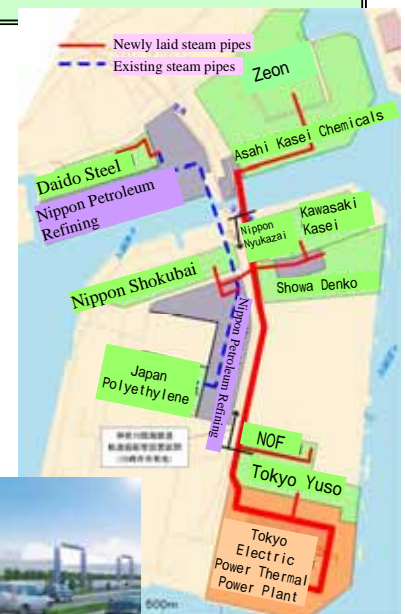 Newly laid steam pipes
Existing steam pipes
Zeon
Asahi Kasei Chemicals
Daido Steel
Nippon Petroleum
Refining
Nippon
Nyukazai
Kawasaki
Kasei
Nippon Shokubai
Showa Denko
Nippon Petroleum Refining
Japan
Polyethylene
NOF
Tokyo Yuso
Tokyo
Electric
Power Thermal
Power Plant
500m